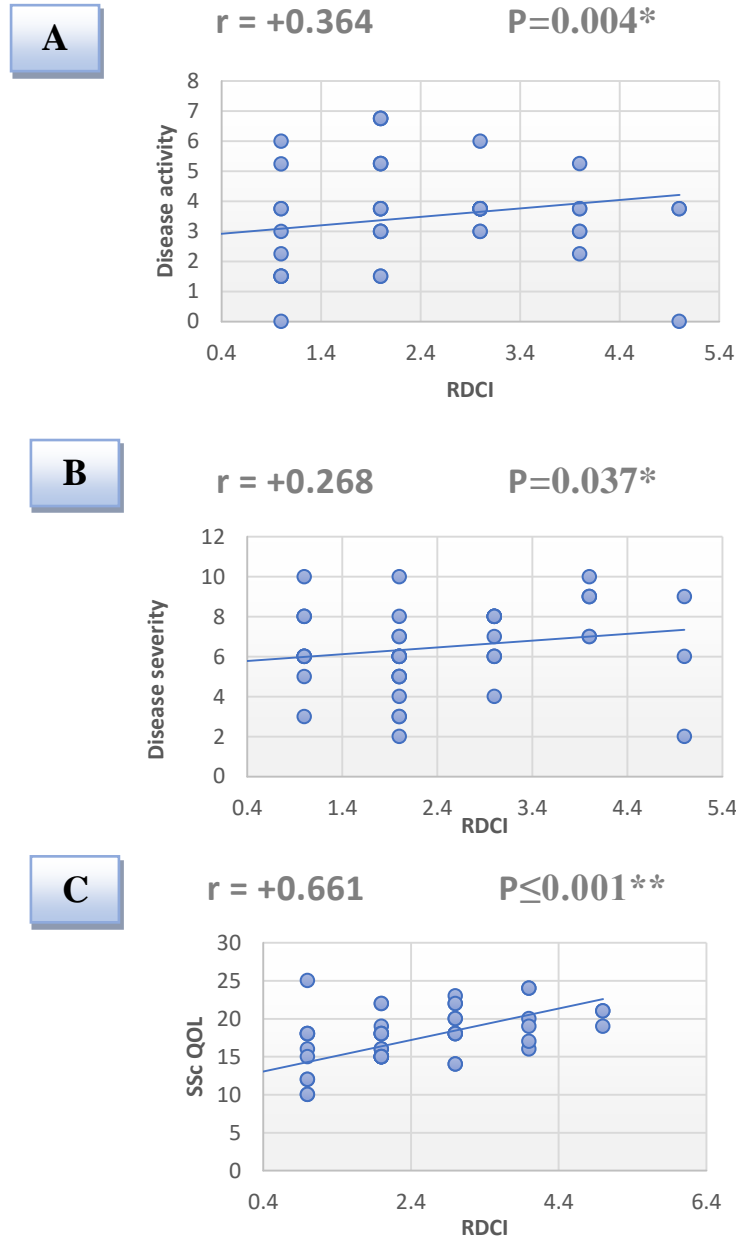 A
r = +0.364 P=0.004*
8
7
6
5
4
3
2
1
0
Disease activity
0.4 1.4 2.4 3.4 4.4 5.4
RDCI
B
r = +0.268 P=0.037*
12
10
8
6
4
2
0
Disease severity
0.4 1.4 2.4 3.4 4.4 5.4
RDCI
C
r = +0.661 P≤0.001**
30
25
20
15
10
5
0
SSc QOL
0.4 2.4 4.4 6.4
RDCI